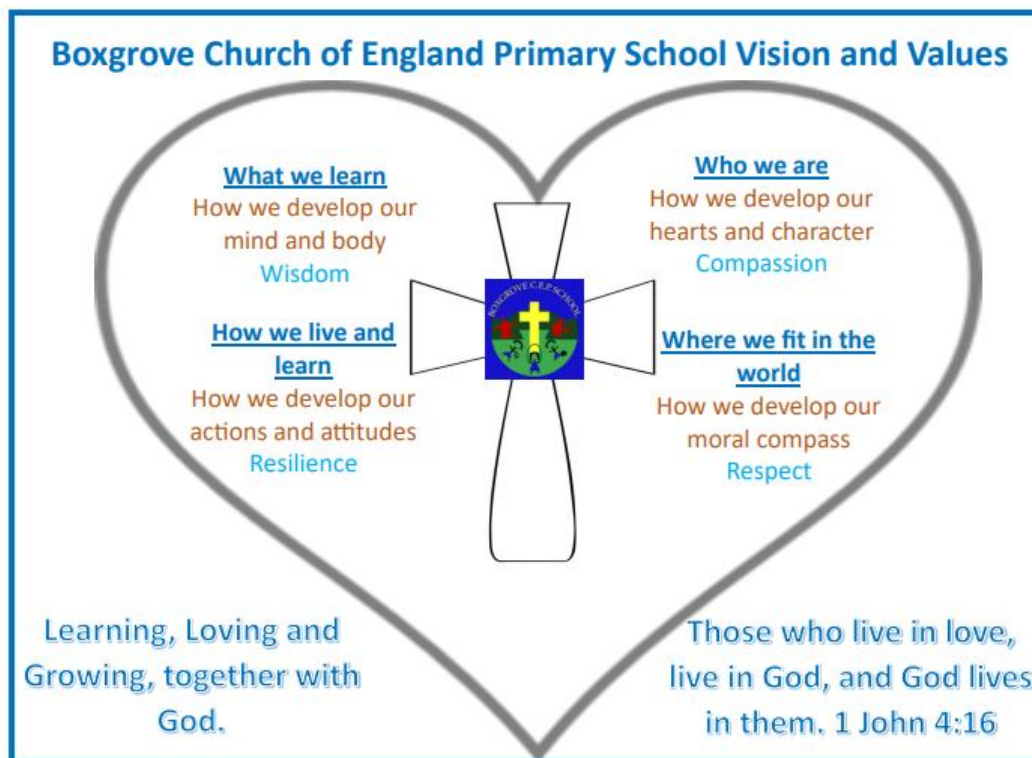 Boxgrove Church of England Primary School Vision and Values
What we learn
How we develop our
mind and body
Wisdom
How we live and
learn
How we develop our
actions and attitudes
Resilience
BOXGROVE C.E.P. SCHOOL
Who we are
How we develop our
hearts and character
Compassion
Where we fit in the
world
How we develop our
moral compass
Respect
Learning, Loving and
Growing, together with
God.
Those who live in love,
live in God, and God lives
in them. 1 John 4:16